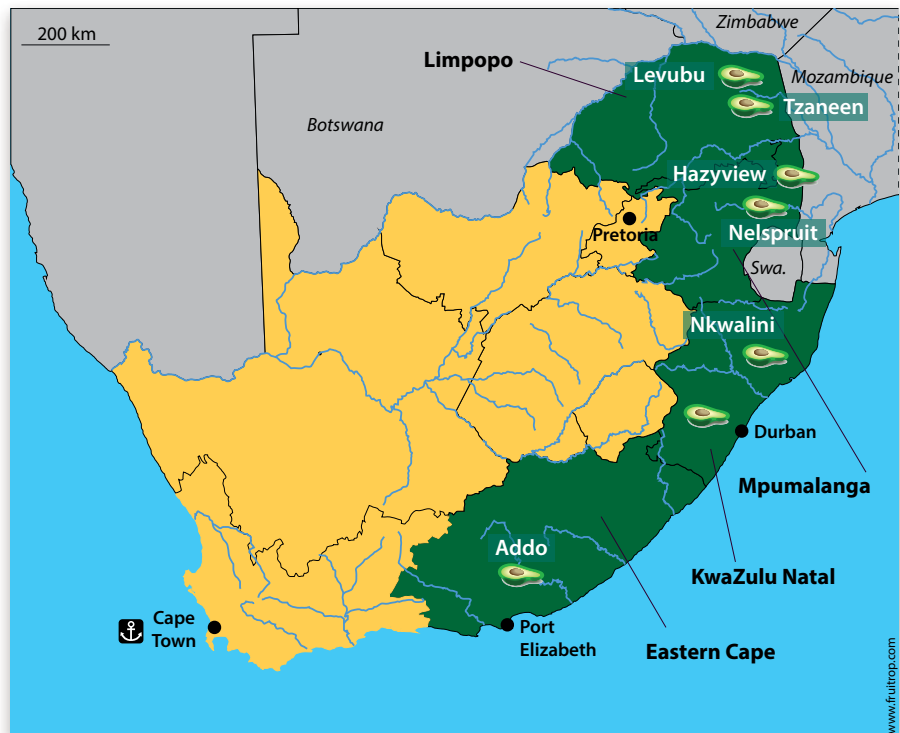 200 km
Zimbabwe
Limpopo
Levubu
Mozambique
Tzaneen
Botswana
Hazyview
Pretoria
Nelspruit
Swa.
Nkwalini
Durban
Mpumalanga
Addo
KwaZulu Natal
Cape
Town
Port
Elizabeth
Eastern Cape
www.fruitrop.com